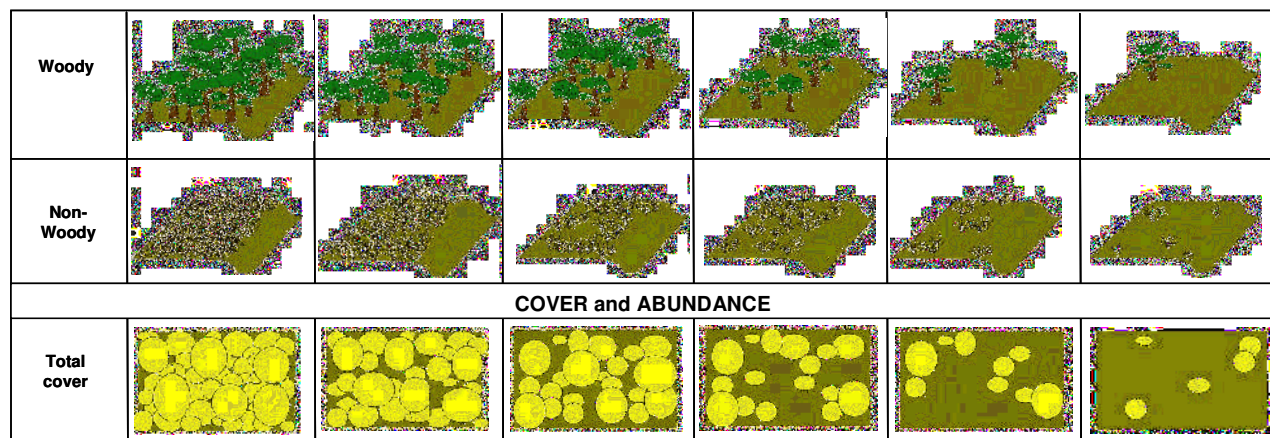 Woody
Non-
Woody
COVER and ABUNDANCE
Total
cover